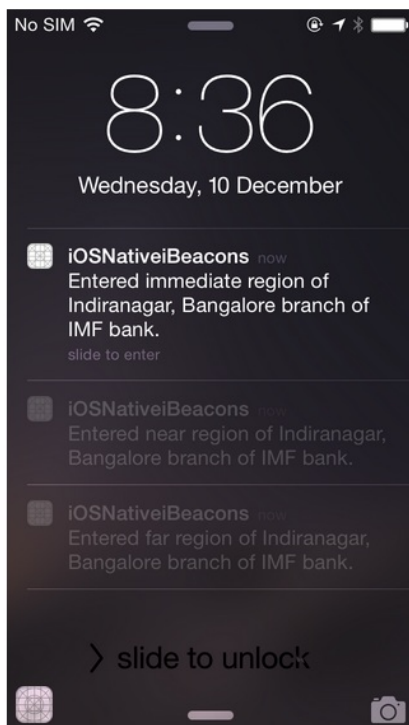 No SIM
8:36
Wednesday, 10 December
iOSNativeiBeacons now
Entered immediate region of
Indiranagar, Bangalore branch of
IMF bank.
slide to enter
iOSNativeiBeacons now
Entered near region of Indiranagar,
Bangalore branch of IMF bank.
iOSNativeiBeacons now
Entered far region of Indiranagar,
Bangalore branch of IMF bank.
> slide to unlock